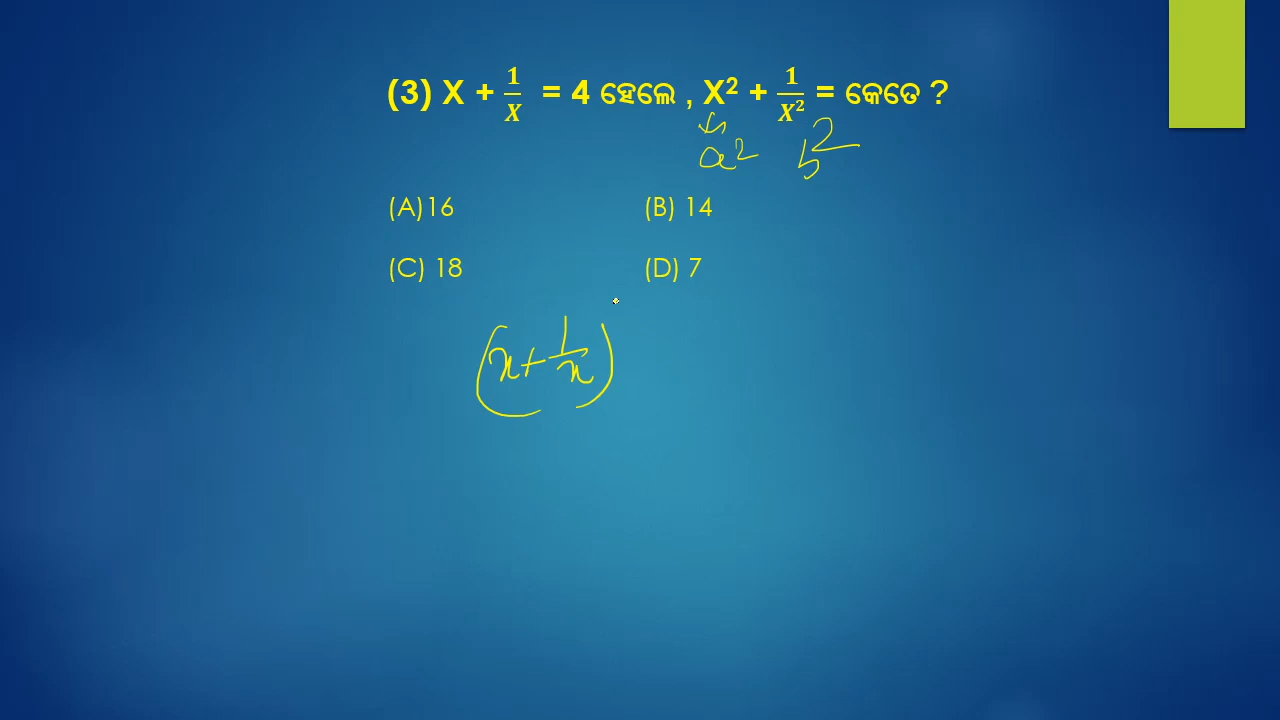 (3) X + 1/X = 4 ହେଲେ , X² + 1/X² = କେତେ ?
a² b²
(A)16 (B) 14
(C) 18 (D) 7
(x+1/x)